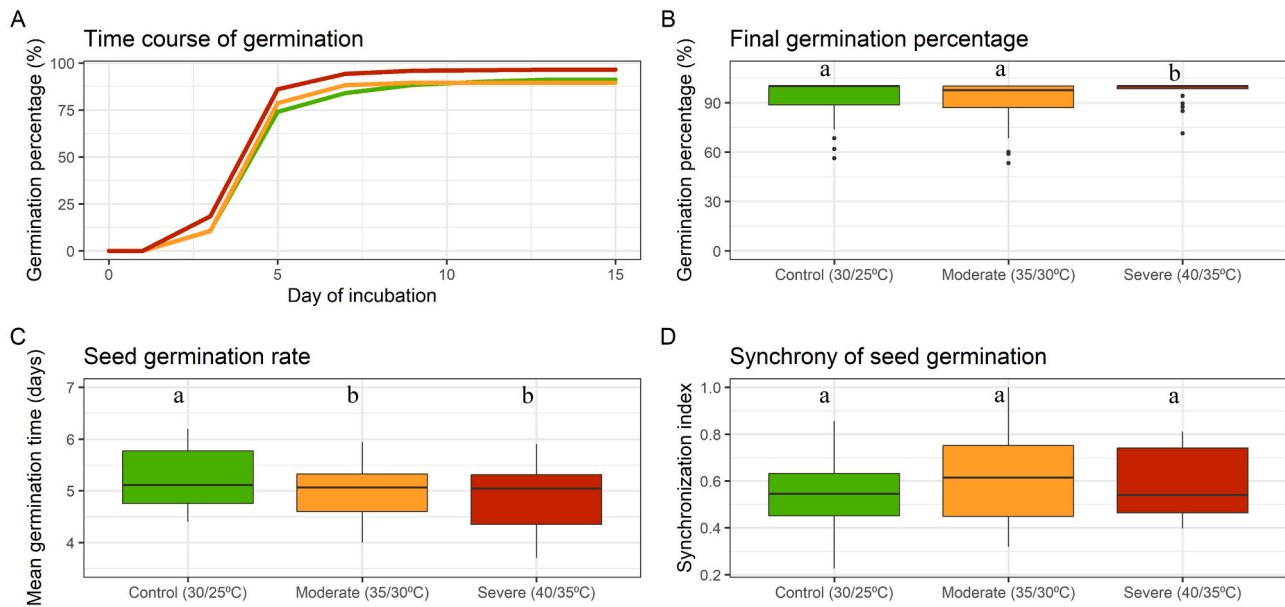 A
Time course of germination
Germination percentage (%)
100
75
50
25
0
0 5 10 15
Day of incubation
B
Final germination percentage
Germination percentage (%)
a a b
90
60
30
0
Control (30/25ºC) Moderate (35/30ºC) Severe (40/35ºC)
C
Seed germination rate
Mean germination time (days)
a b b
7
6
5
4
Control (30/25ºC) Moderate (35/30ºC) Severe (40/35ºC)
D
Synchrony of seed germination
Synchronization index
a a a
1.0
0.8
0.6
0.4
0.2
Control (30/25ºC) Moderate (35/30ºC) Severe (40/35ºC)